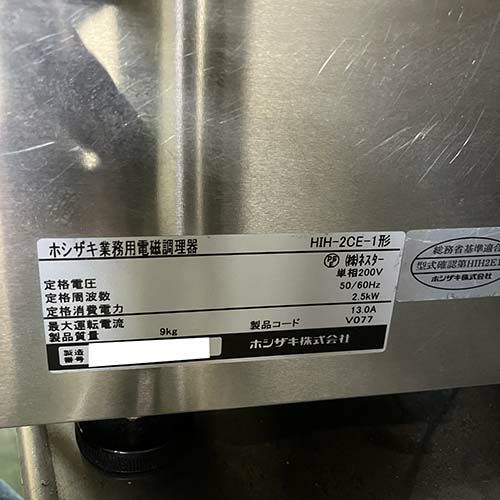 ホシザキ業務用電磁調理器 HIH-2CE-1形
PSE ㈱ネスター
定格電圧 単相200V
定格周波数 50/60Hz
定格消費電力 2.5kW
最大運転電流 13.0A
製品質量 9kg 製品コード V077
製造番号
ホシザキ株式会社
総務省基準適合
型式確認第HIH2E1
ホシザキ株式会社